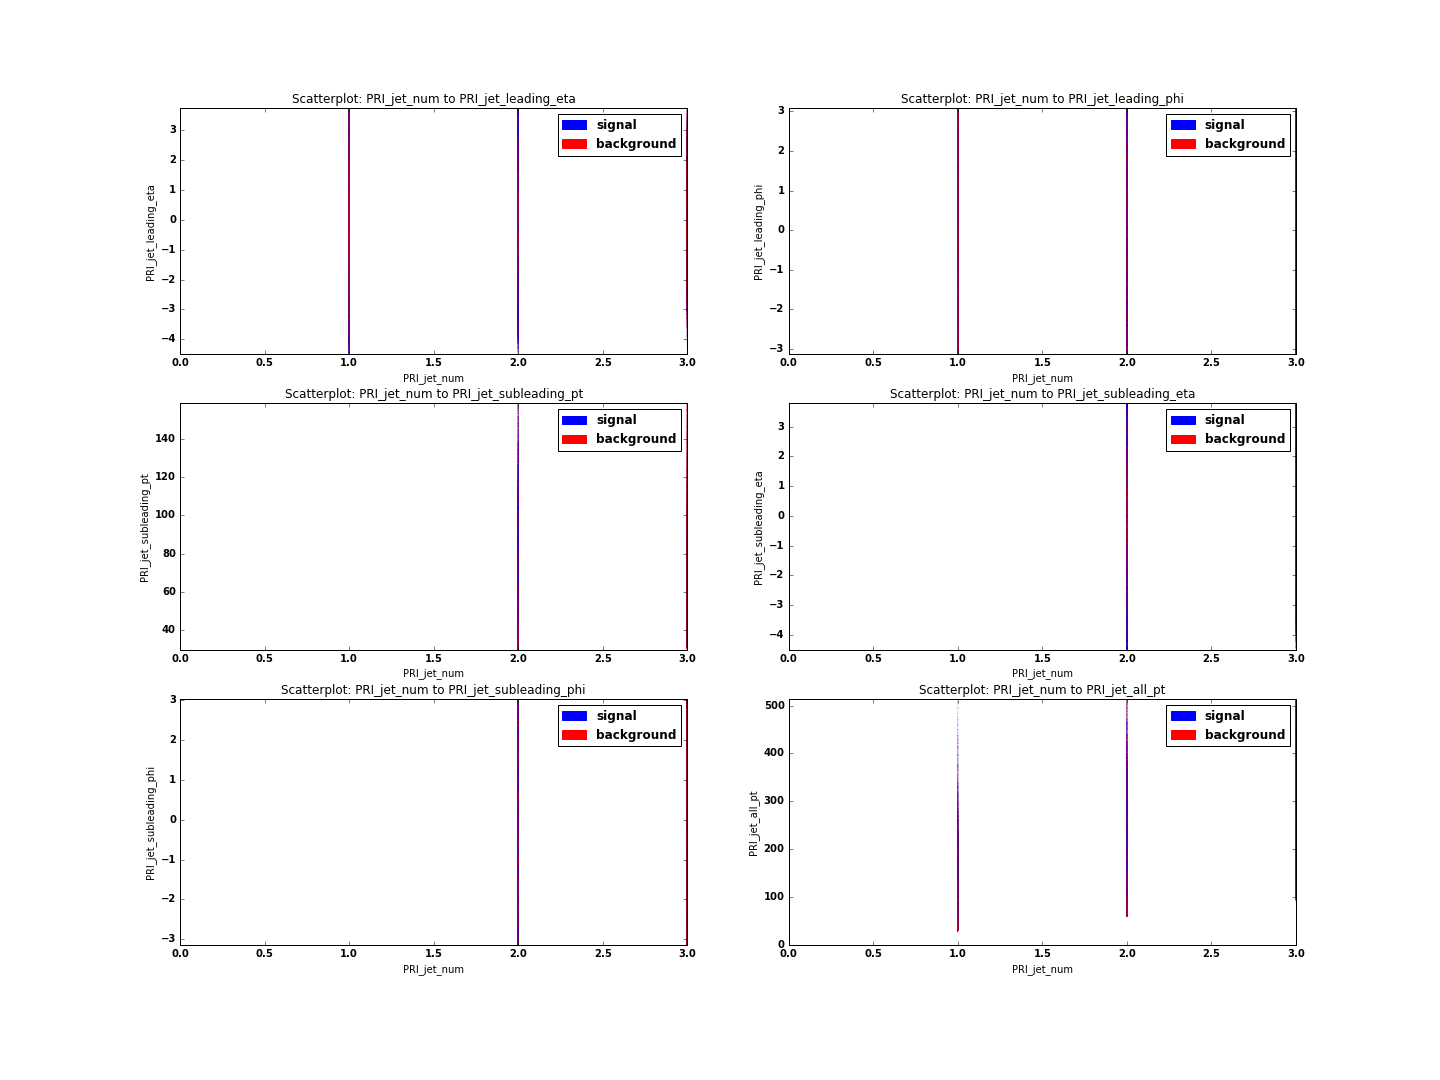 Scatterplot: PRI_jet_num to PRI_jet_leading_eta
signal
background
3
2
1
0
−1
−2
−3
−4
PRI_jet_leading_eta
0.0 0.5 1.0 1.5 2.0 2.5 3.0
PRI_jet_num
Scatterplot: PRI_jet_num to PRI_jet_leading_phi
signal
background
3
2
1
0
−1
−2
−3
PRI_jet_leading_phi
0.0 0.5 1.0 1.5 2.0 2.5 3.0
PRI_jet_num
Scatterplot: PRI_jet_num to PRI_jet_subleading_pt
signal
background
140
120
100
80
60
40
PRI_jet_subleading_pt
0.0 0.5 1.0 1.5 2.0 2.5 3.0
PRI_jet_num
Scatterplot: PRI_jet_num to PRI_jet_subleading_eta
signal
background
3
2
1
0
−1
−2
−3
−4
PRI_jet_subleading_eta
0.0 0.5 1.0 1.5 2.0 2.5 3.0
PRI_jet_num
Scatterplot: PRI_jet_num to PRI_jet_subleading_phi
signal
background
3
2
1
0
−1
−2
−3
PRI_jet_subleading_phi
0.0 0.5 1.0 1.5 2.0 2.5 3.0
PRI_jet_num
Scatterplot: PRI_jet_num to PRI_jet_all_pt
signal
background
500
400
300
200
100
0
PRI_jet_all_pt
0.0 0.5 1.0 1.5 2.0 2.5 3.0
PRI_jet_num